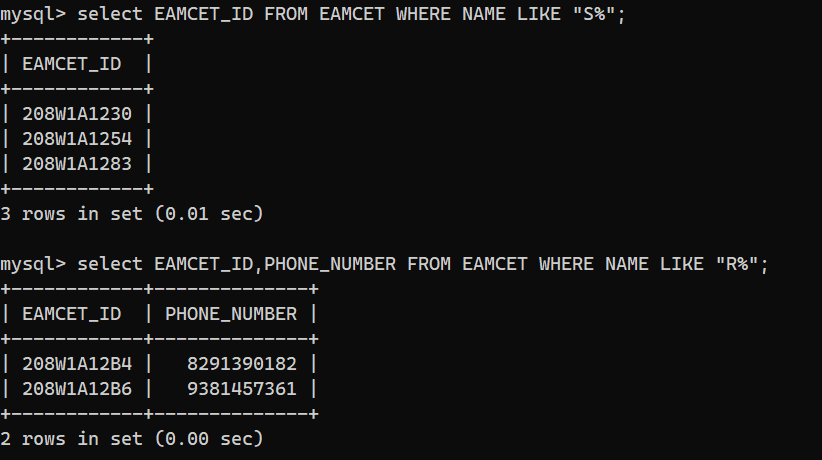 mysql> select EAMCET_ID FROM EAMCET WHERE NAME LIKE "S%";
+------------+
| EAMCET_ID  |
+------------+
| 208W1A1230 |
| 208W1A1254 |
| 208W1A1283 |
+------------+
3 rows in set (0.01 sec)

mysql> select EAMCET_ID,PHONE_NUMBER FROM EAMCET WHERE NAME LIKE "R%";
+------------+--------------+
| EAMCET_ID  | PHONE_NUMBER |
+------------+--------------+
| 208W1A12B4 |   8291390182 |
| 208W1A12B6 |   9381457361 |
+------------+--------------+
2 rows in set (0.00 sec)